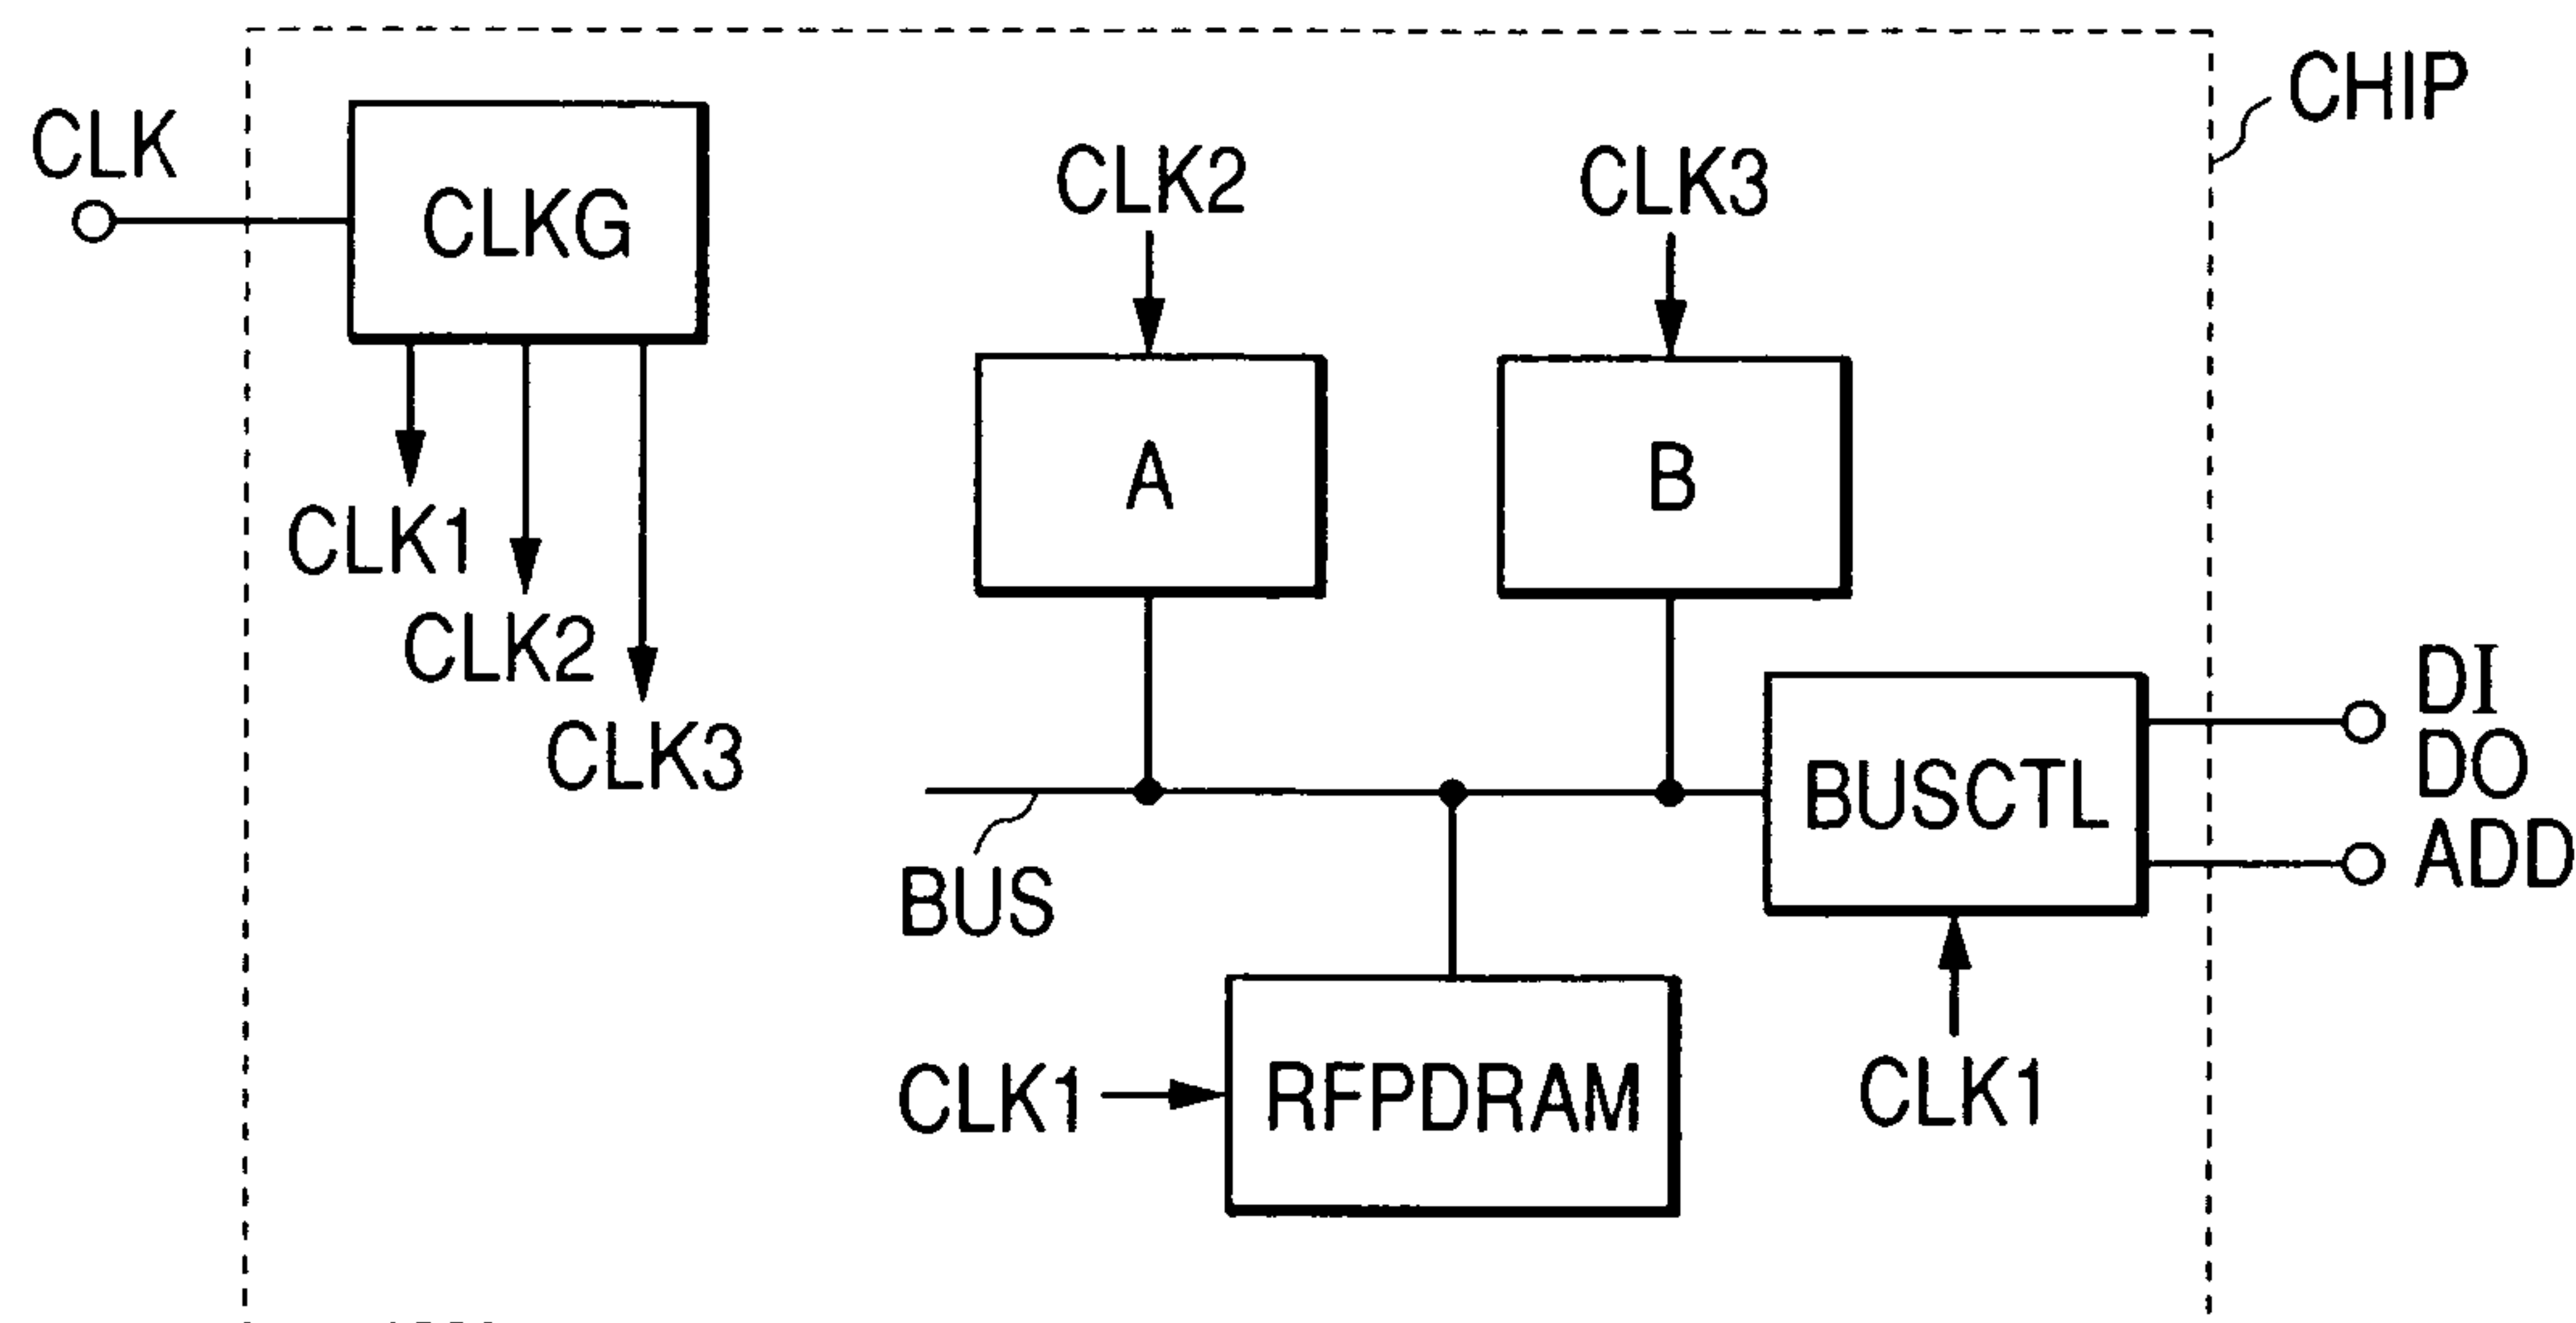 CHIP
CLK
CLKG
CLK2
CLK3
A
B
CLK1
CLK2
CLK3
DI
DO
ADD
BUSCTL
BUS
CLK1
RFPDRAM
CLK1